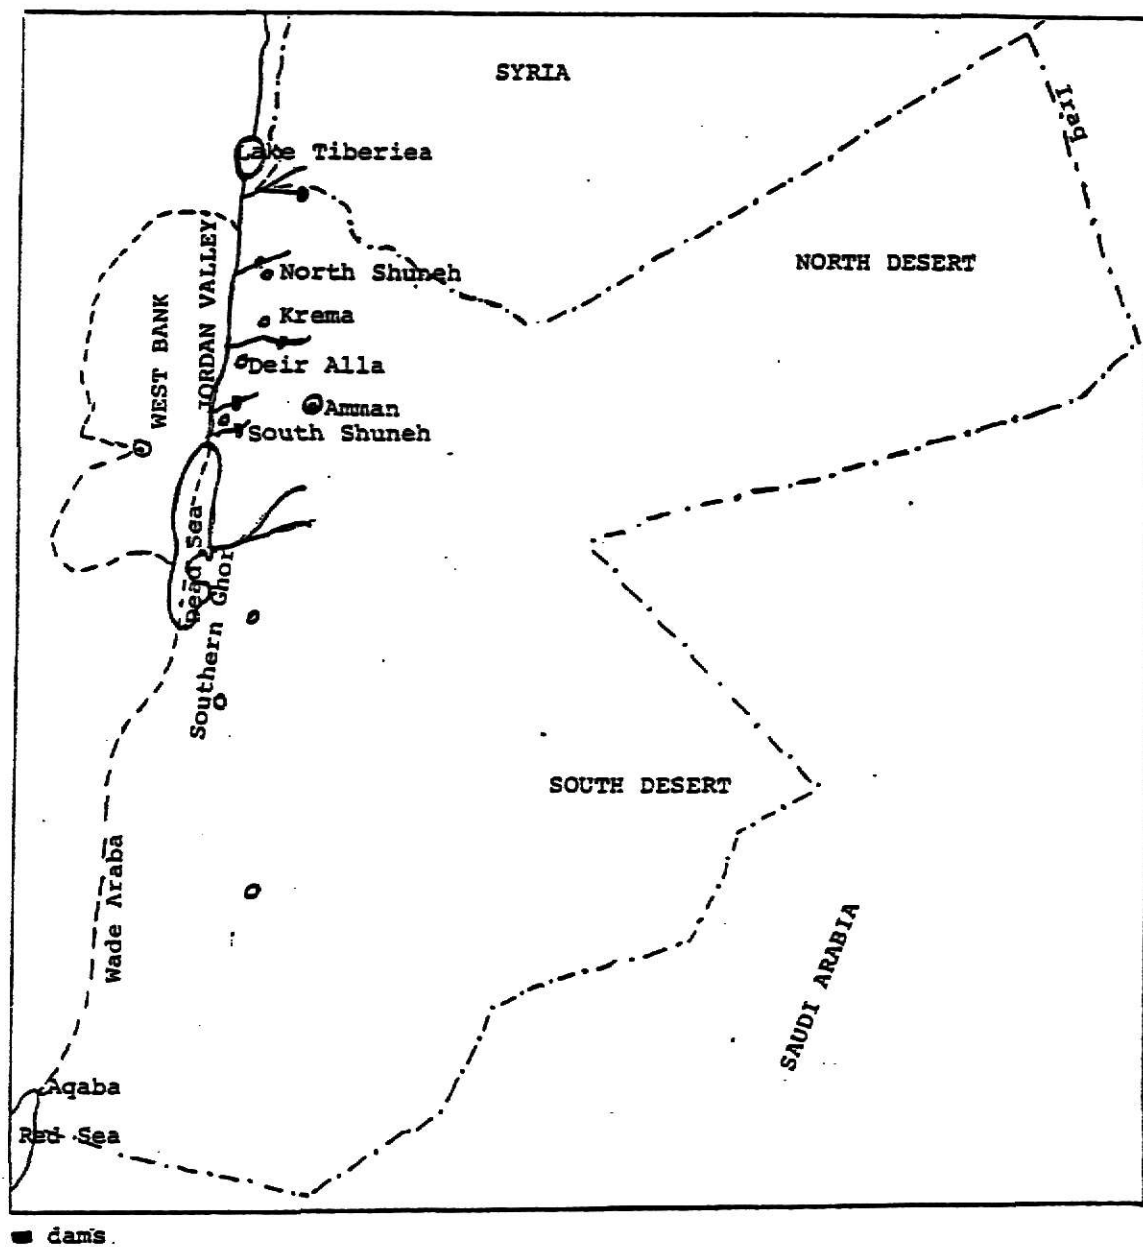 SYRIA
Iraq
Lake Tiberiea
NORTH DESERT
North Shuneh
JORDAN VALLEY
WEST BANK
Krema
Deir Alla
Amman
South Shuneh
Dead Sea
Southern Ghor
SOUTH DESERT
Wade Araba
SAUDI ARABIA
Aqaba
Red Sea
dams